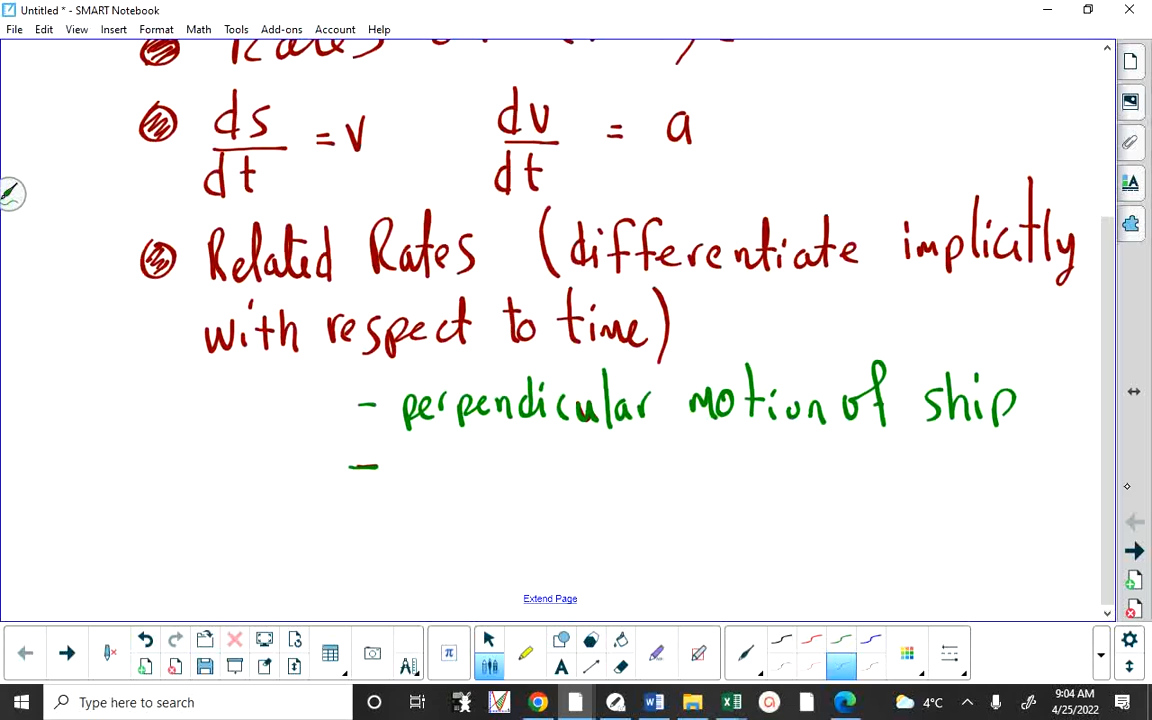 Untitled * - SMART Notebook
File Edit View Insert Format Math Tools Add-ons Account Help
Rates
ds/dt = v dv/dt = a
Related Rates (differentiate implicitly
with respect to time)
- perpendicular motion of ship
-
Extend Page
Type here to search
4°C
9:04 AM
4/25/2022